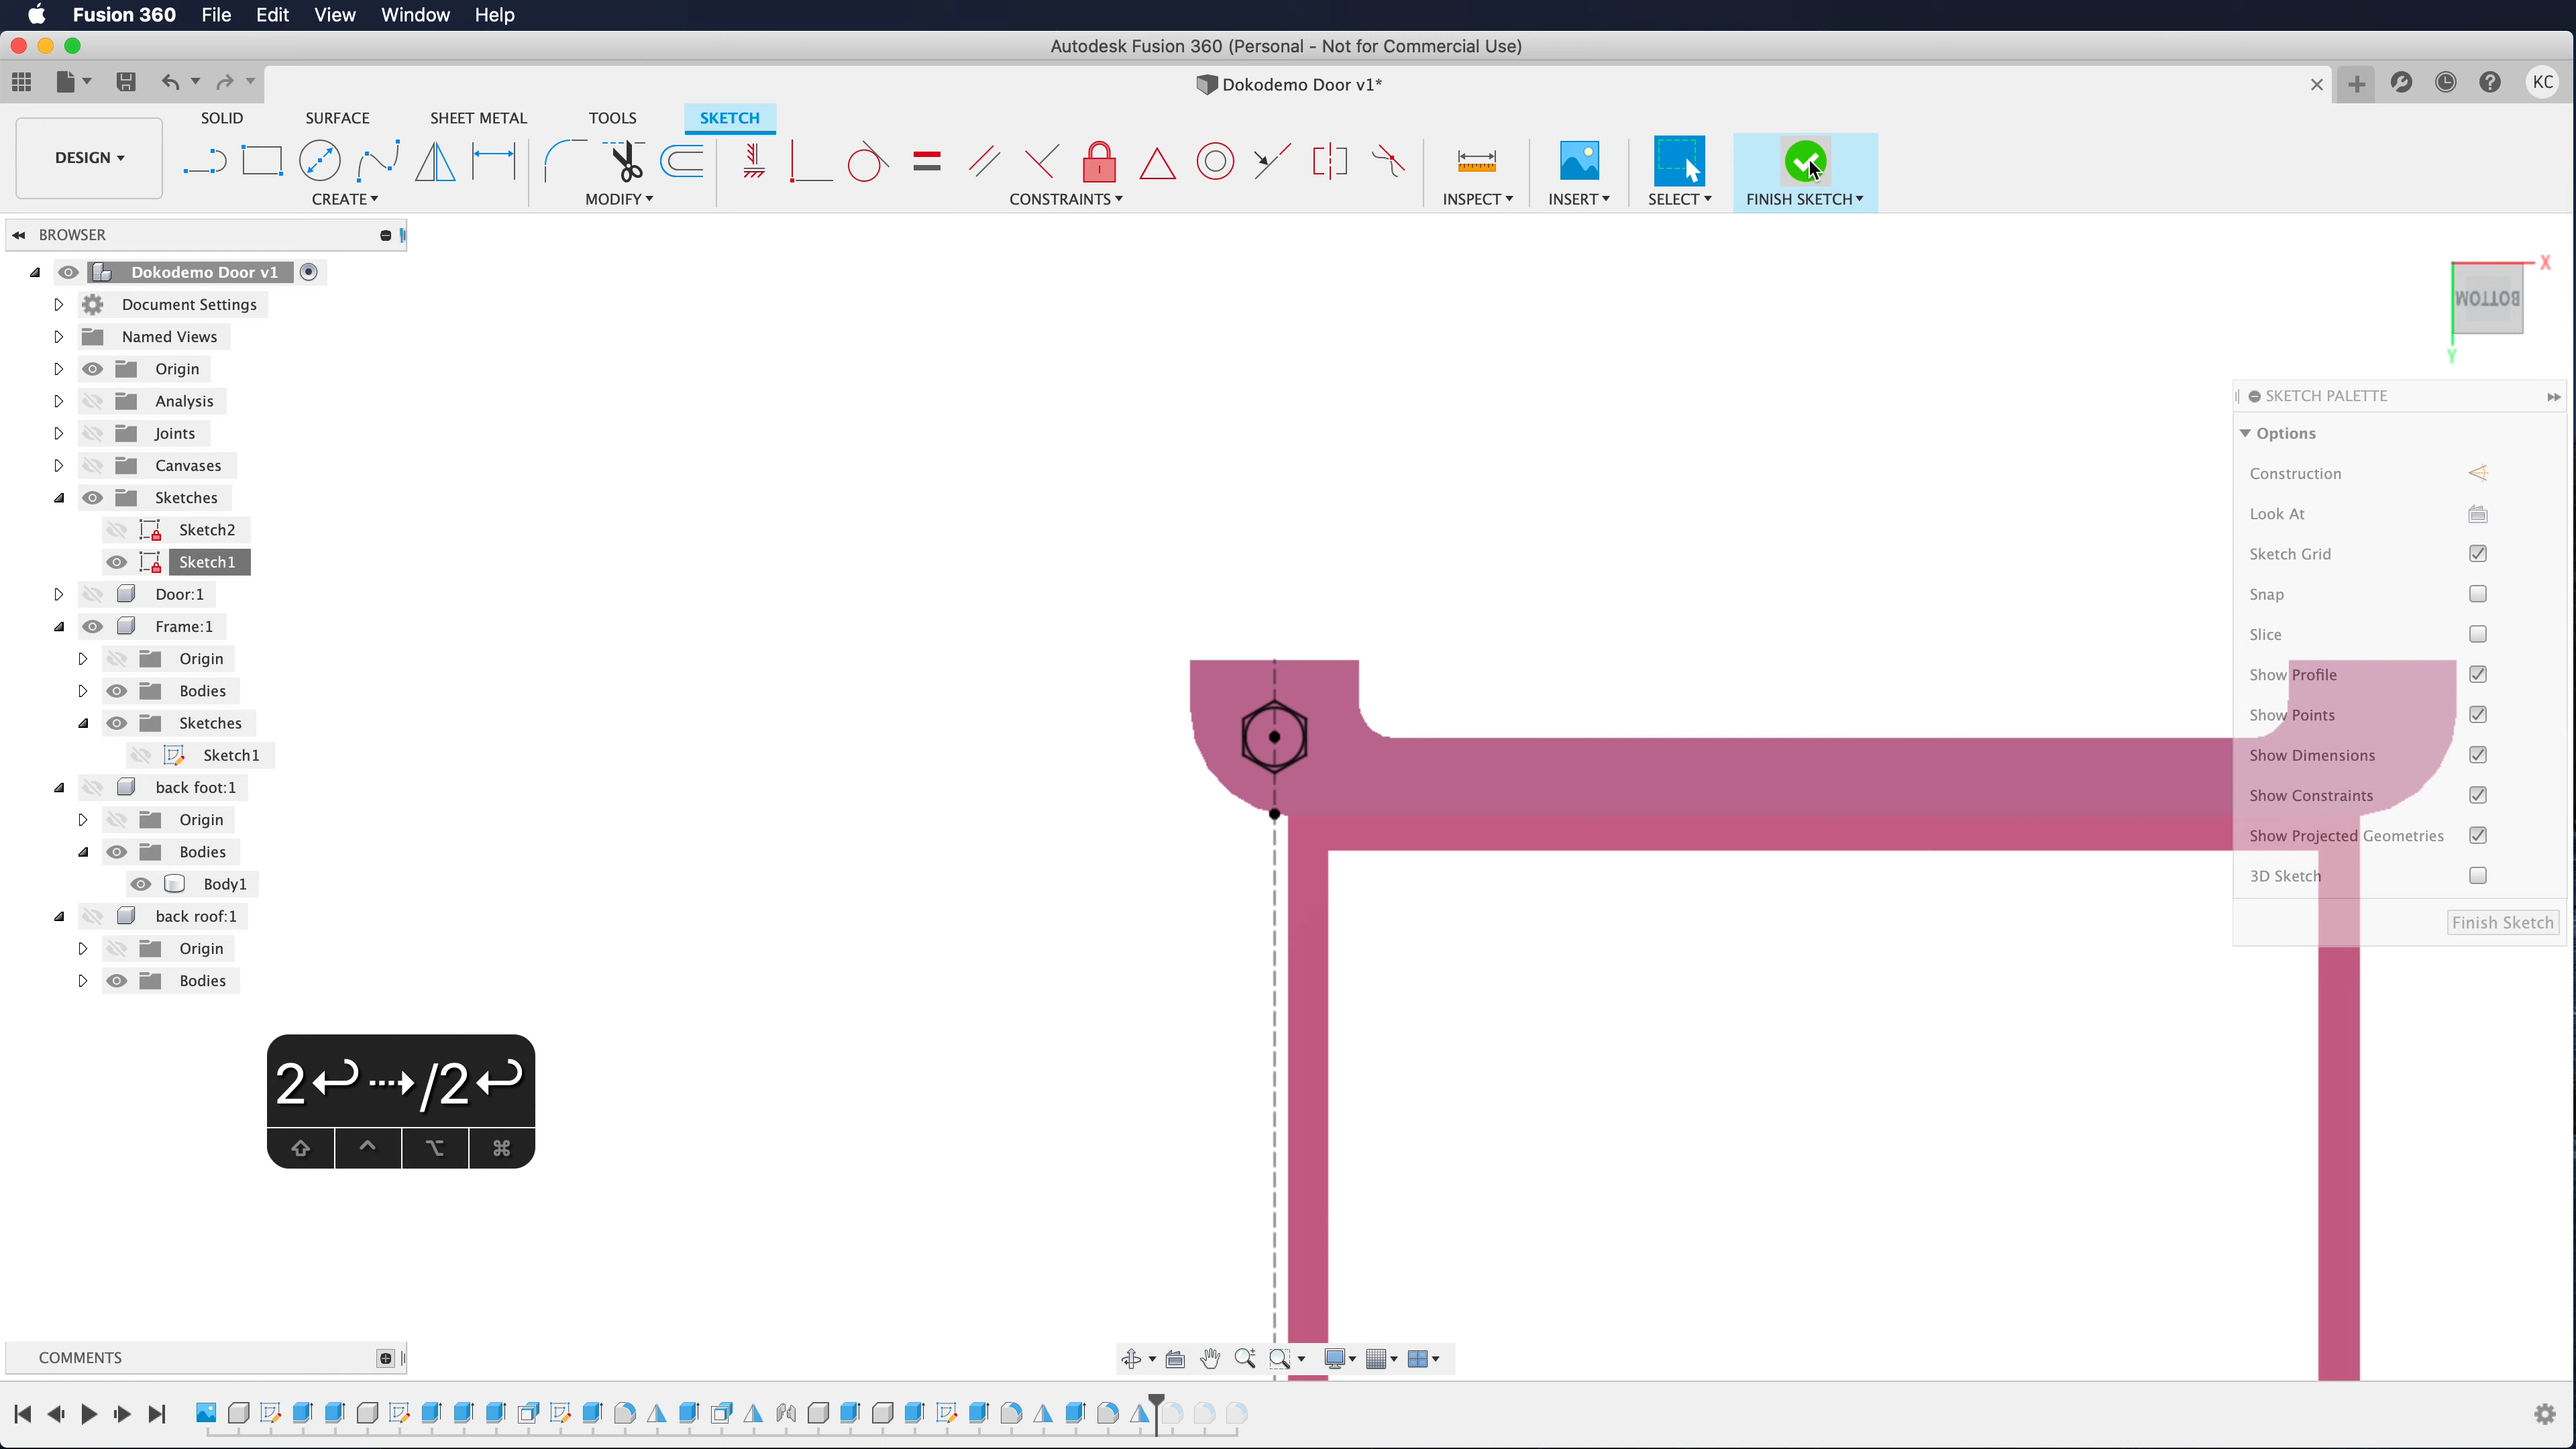 Fusion 360 File Edit View Window Help
Autodesk Fusion 360 (Personal - Not for Commercial Use)
Dokodemo Door v1*
KC
SOLID SURFACE SHEET METAL TOOLS SKETCH
DESIGN
CREATE MODIFY CONSTRAINTS INSPECT INSERT SELECT FINISH SKETCH
BROWSER
Dokodemo Door v1
Document Settings
Named Views
Origin
Analysis
Joints
Canvases
Sketches
Sketch2
Sketch1
Door:1
Frame:1
Origin
Bodies
Sketches
Sketch1
back foot:1
Origin
Bodies
Body1
back roof:1
Origin
Bodies
X
BOTTOM
Y
SKETCH PALETTE
Options
Construction
Look At
Sketch Grid
Snap
Slice
Show Profile
Show Points
Show Dimensions
Show Constraints
Show Projected Geometries
3D Sketch
Finish Sketch
2↩⇢/2↩
⇧ ^ ⌥ ⌘
COMMENTS